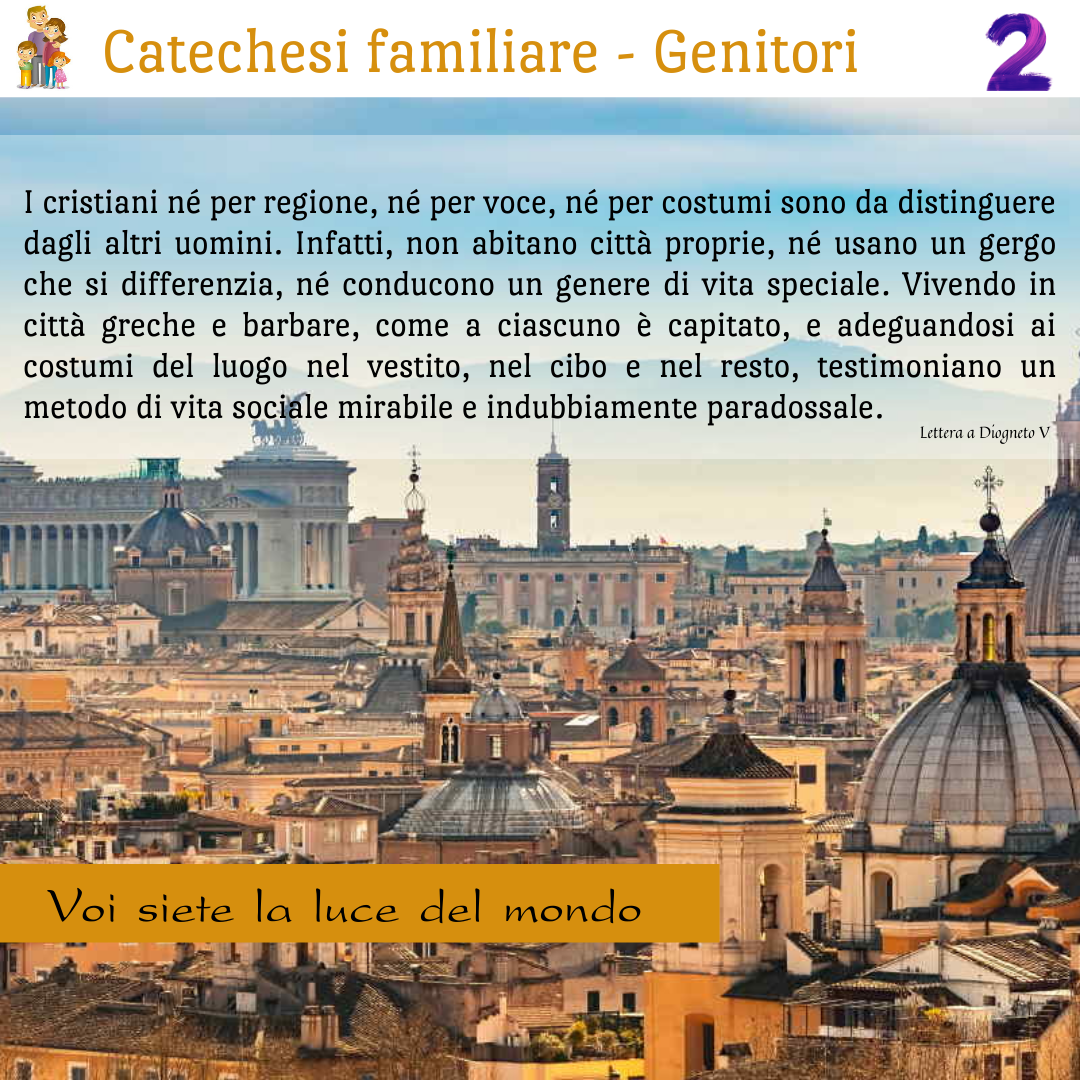 Catechesi familiare - Genitori
2
I cristiani né per regione, né per voce, né per costumi sono da distinguere
dagli altri uomini. Infatti, non abitano città proprie, né usano un gergo
che si differenzia, né conducono un genere di vita speciale. Vivendo in
città greche e barbare, come a ciascuno è capitato, e adeguandosi ai
costumi del luogo nel vestito, nel cibo e nel resto, testimoniano un
metodo di vita sociale mirabile e indubbiamente paradossale.
Lettera a Diogneto V
Voi siete la luce del mondo